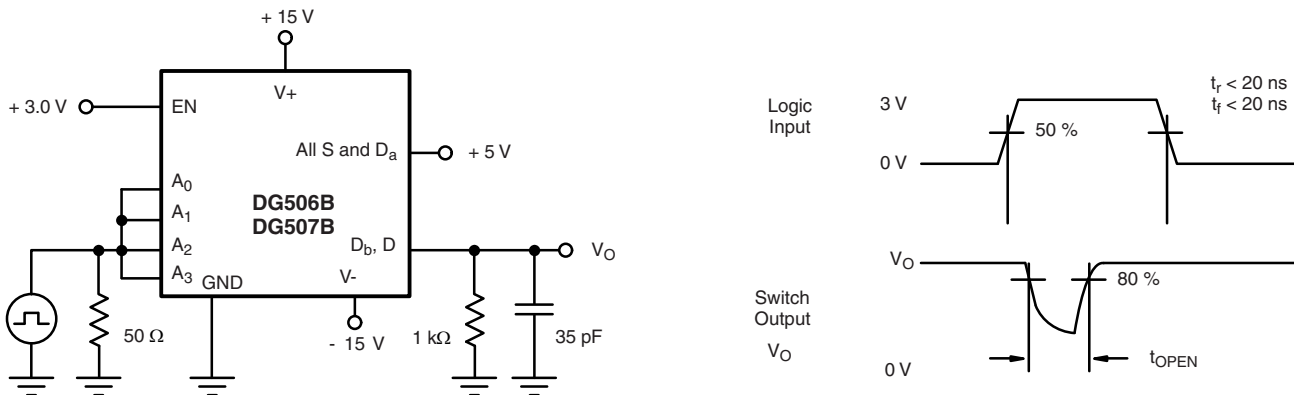 + 15 V
V+
+ 3.0 V
EN
All S and Da
+ 5 V
A0
A1
A2
A3
DG506B
DG507B
Db, D
VO
GND
V-
50 Ω
- 15 V
1 kΩ
35 pF
Logic
Input
3 V
0 V
50 %
tr < 20 ns
tf < 20 ns
VO
Switch
Output
VO
0 V
80 %
tOPEN